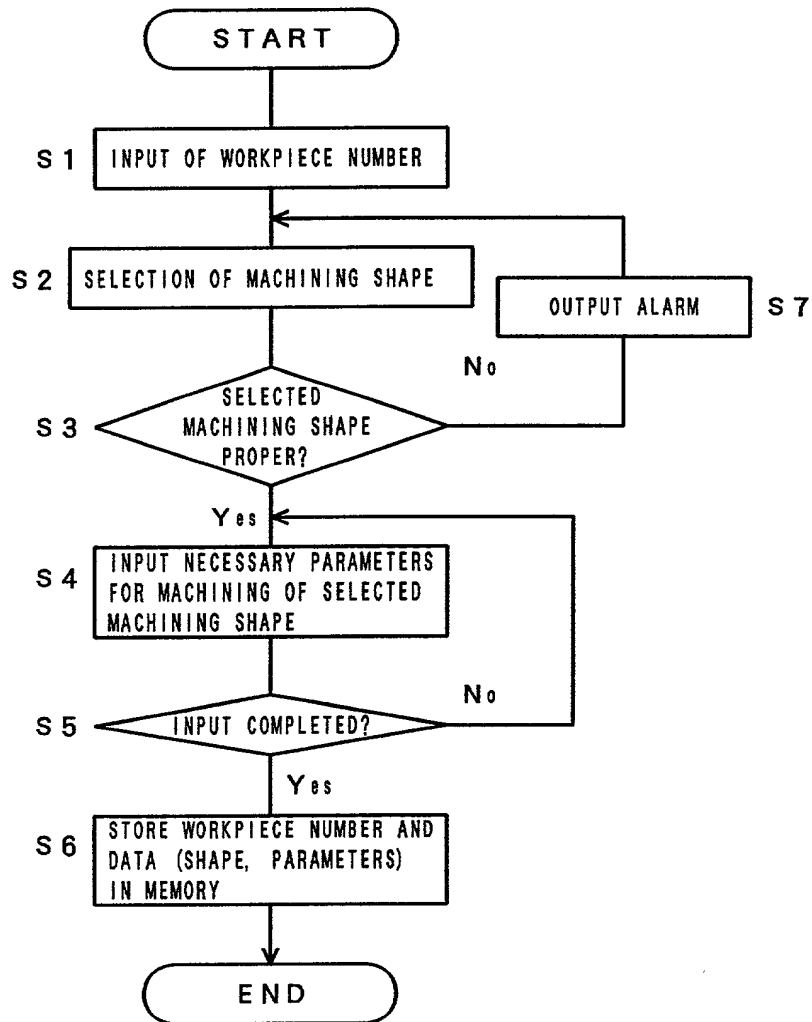 START
S1
INPUT OF WORKPIECE NUMBER
S2
SELECTION OF MACHINING SHAPE
OUTPUT ALARM
S7
No
S3
SELECTED
MACHINING SHAPE
PROPER?
Yes
S4
INPUT NECESSARY PARAMETERS
FOR MACHINING OF SELECTED
MACHINING SHAPE
No
S5
INPUT COMPLETED?
Yes
S6
STORE WORKPIECE NUMBER AND
DATA (SHAPE, PARAMETERS)
IN MEMORY
END